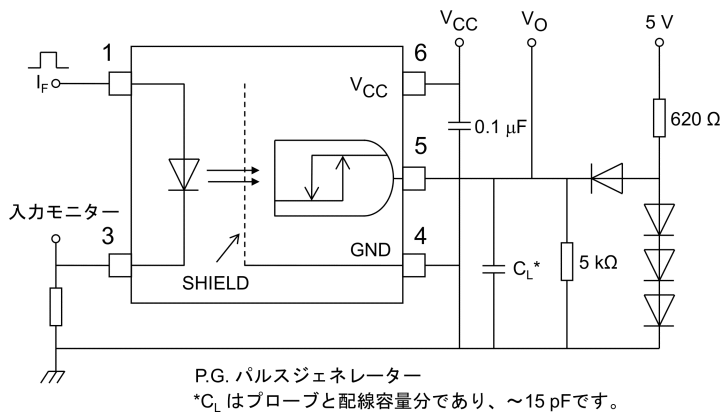 V_CC
V_O
5 V
1
6
I_F
V_CC
0.1 μF
620 Ω
5
入力モニター
3
GND
4
SHIELD
C_L*
5 kΩ
P.G. パルスジェネレーター
*C_L はプローブと配線容量分であり、～15 pFです。